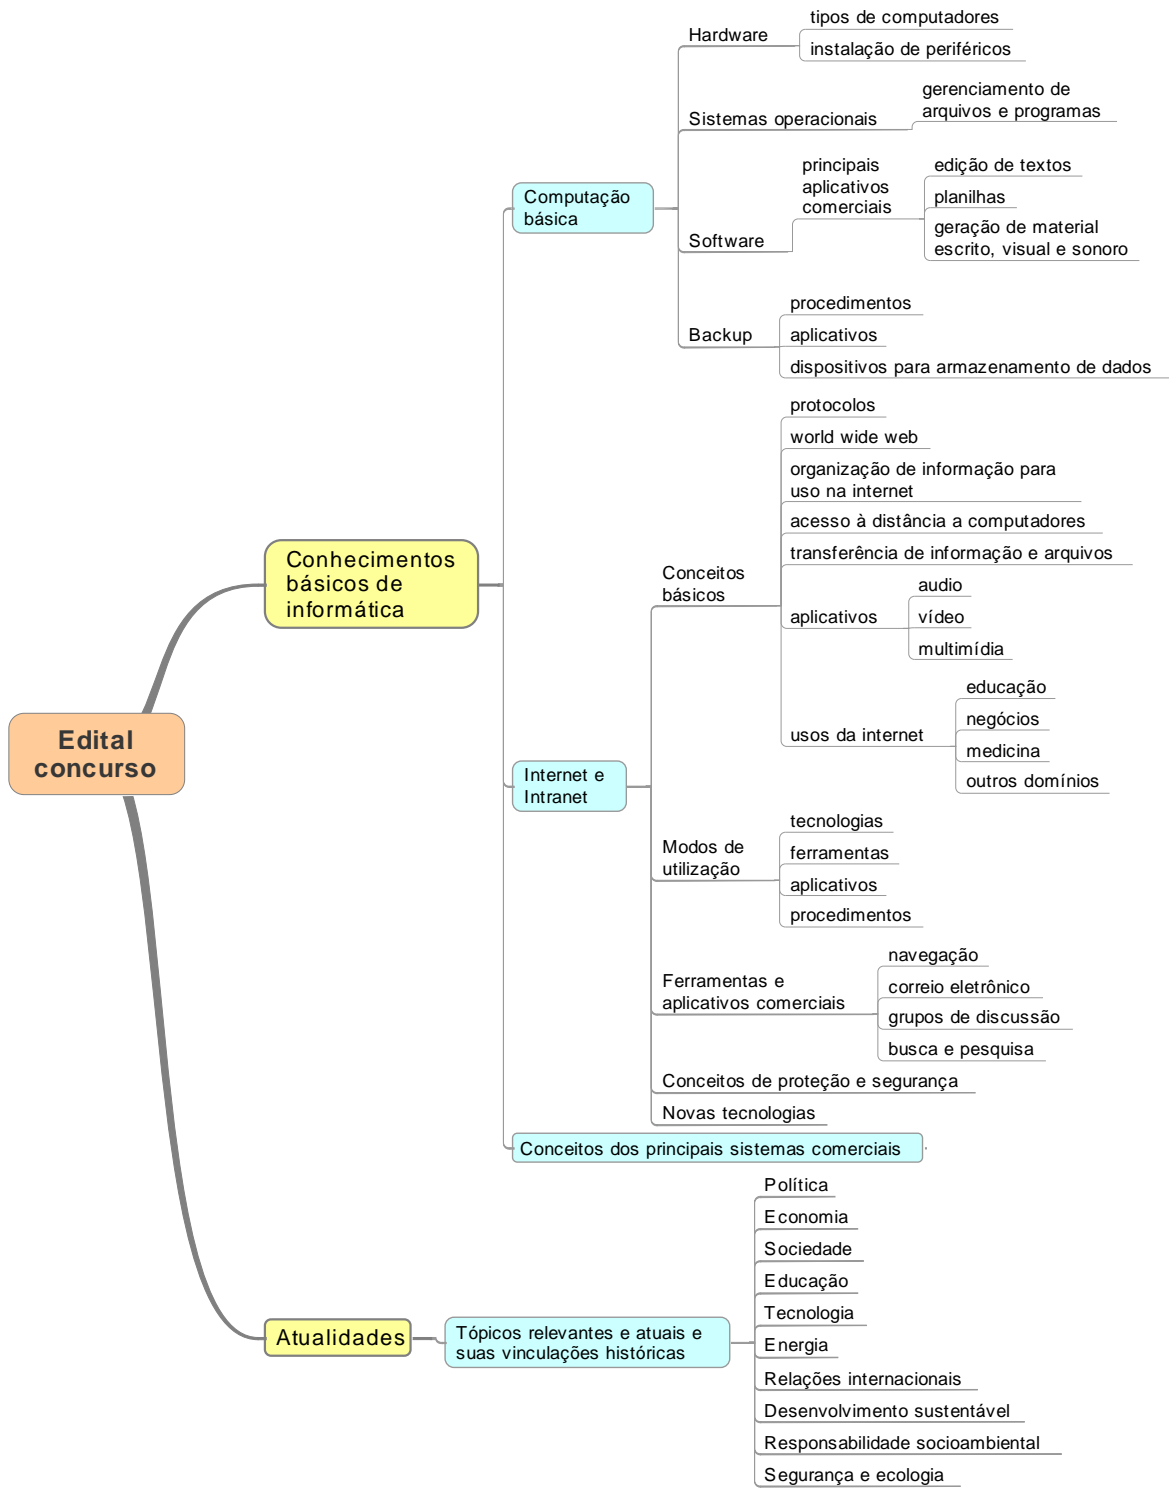 Edital
concurso
Conhecimentos
básicos de
informática
Computação
básica
Hardware
tipos de computadores
instalação de periféricos
Sistemas operacionais
gerenciamento de
arquivos e programas
Software
principais
aplicativos
comerciais
edição de textos
planilhas
geração de material
escrito, visual e sonoro
Backup
procedimentos
aplicativos
dispositivos para armazenamento de dados
Internet e
Intranet
Conceitos
básicos
protocolos
world wide web
organização de informação para
uso na internet
acesso à distância a computadores
transferência de informação e arquivos
aplicativos
audio
vídeo
multimídia
usos da internet
educação
negócios
medicina
outros domínios
Modos de
utilização
tecnologias
ferramentas
aplicativos
procedimentos
Ferramentas e
aplicativos comerciais
navegação
correio eletrônico
grupos de discussão
busca e pesquisa
Conceitos de proteção e segurança
Novas tecnologias
Conceitos dos principais sistemas comerciais
Atualidades
Tópicos relevantes e atuais e
suas vinculações históricas
Política
Economia
Sociedade
Educação
Tecnologia
Energia
Relações internacionais
Desenvolvimento sustentável
Responsabilidade socioambiental
Segurança e ecologia